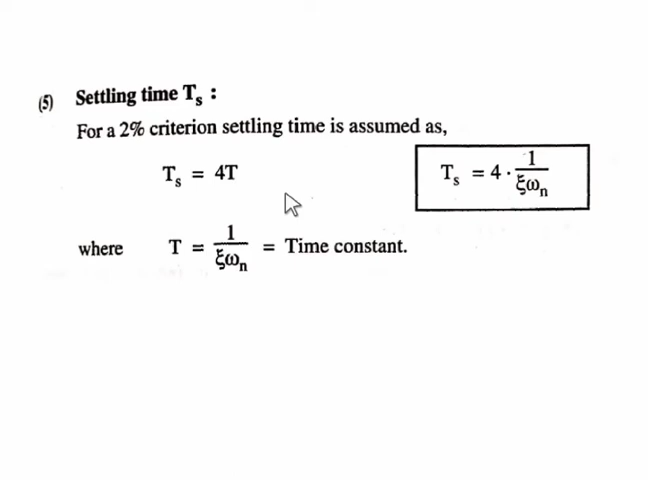 (5) Settling time Tₛ :
For a 2% criterion settling time is assumed as,
Tₛ = 4T
Tₛ = 4 · 1/ξωₙ
where T = 1/ξωₙ = Time constant.